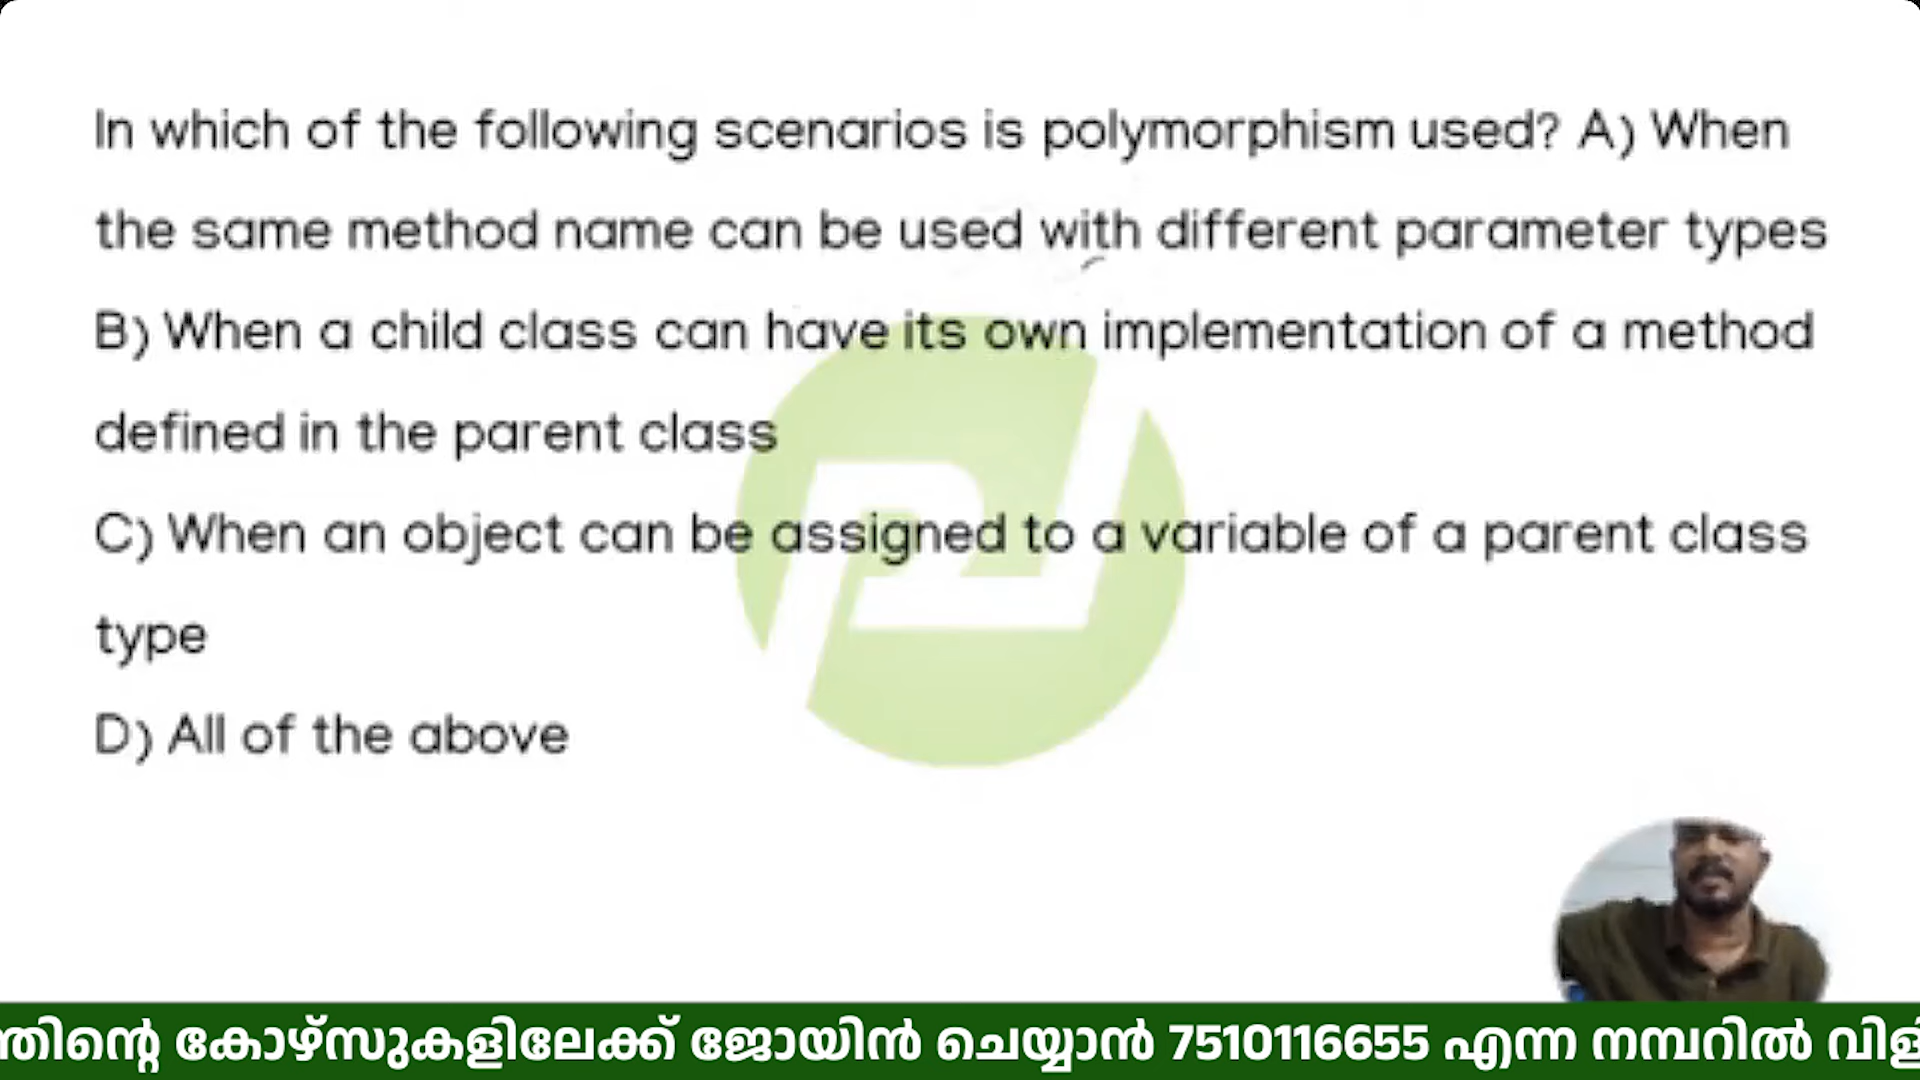 In which of the following scenarios is polymorphism used? A) When
the same method name can be used with different parameter types
B) When a child class can have its own implementation of a method
defined in the parent class
C) When an object can be assigned to a variable of a parent class
type
D) All of the above
കോഴ്സുകളിലേക്ക് ജോയിൻ ചെയ്യാൻ 7510116655 എന്ന നമ്പറിൽ